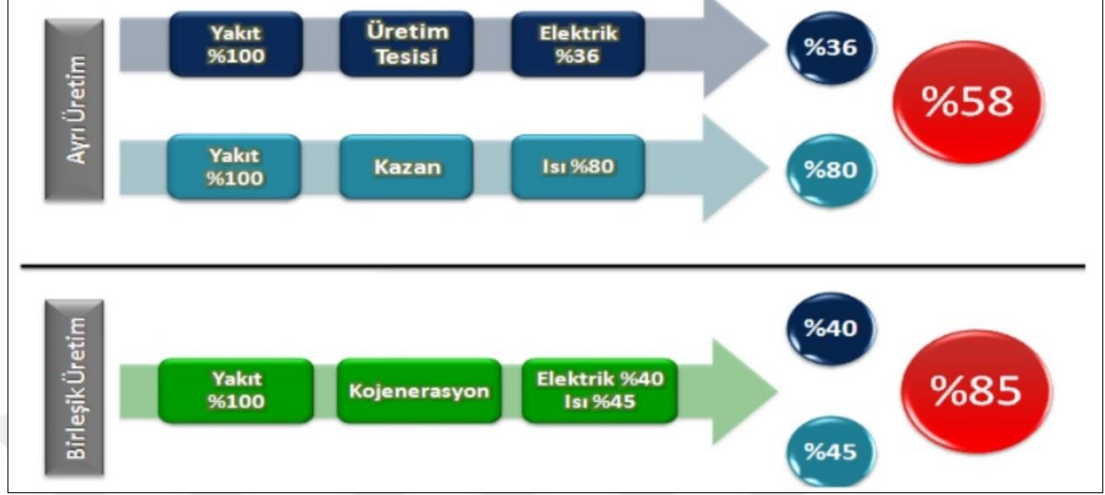 Ayrı Üretim
Yakıt
%100
Üretim
Tesisi
Elektrik
%36
%36
%58
Yakıt
%100
Kazan
Isı %80
%80
Birleşik Üretim
Yakıt
%100
Kojenerasyon
Elektrik %40
Isı %45
%40
%85
%45